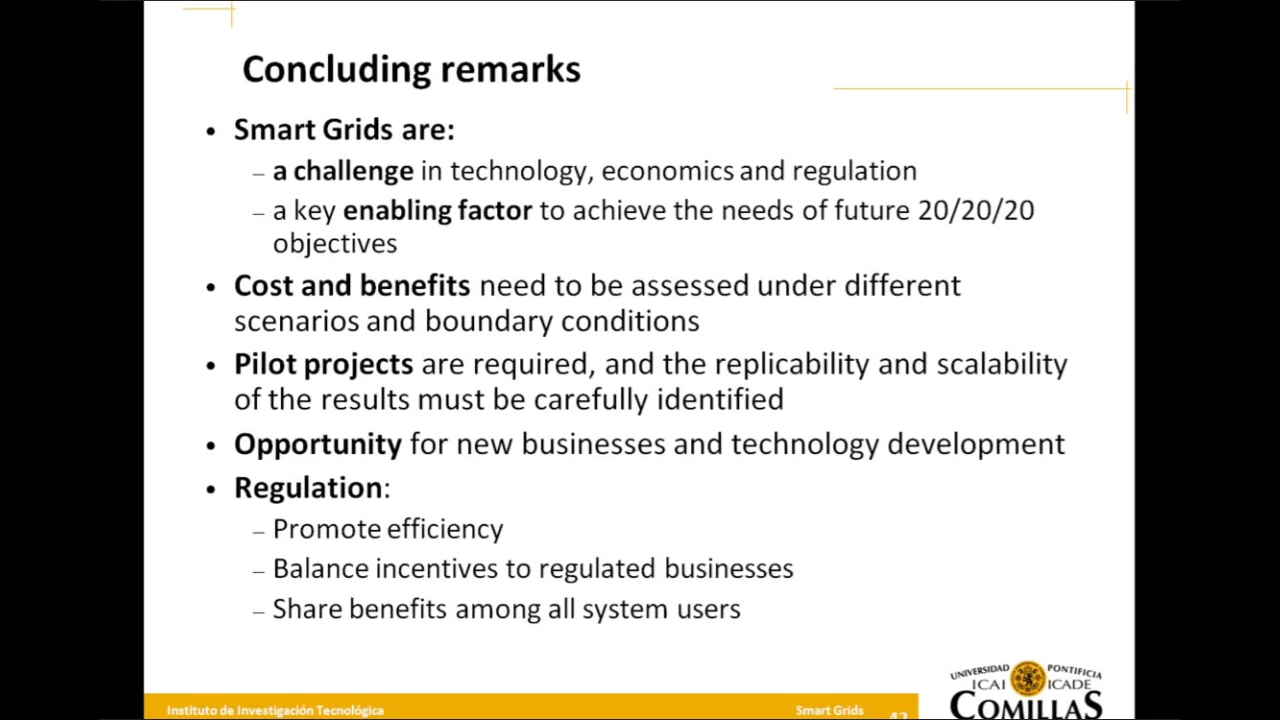 Concluding remarks
• Smart Grids are:
– a challenge in technology, economics and regulation
– a key enabling factor to achieve the needs of future 20/20/20
objectives
• Cost and benefits need to be assessed under different
scenarios and boundary conditions
• Pilot projects are required, and the replicability and scalability
of the results must be carefully identified
• Opportunity for new businesses and technology development
• Regulation:
– Promote efficiency
– Balance incentives to regulated businesses
– Share benefits among all system users
UNIVERSIDAD PONTIFICIA
ICAI ICADE
COMILLAS
Instituto de Investigación Tecnológica
Smart Grids